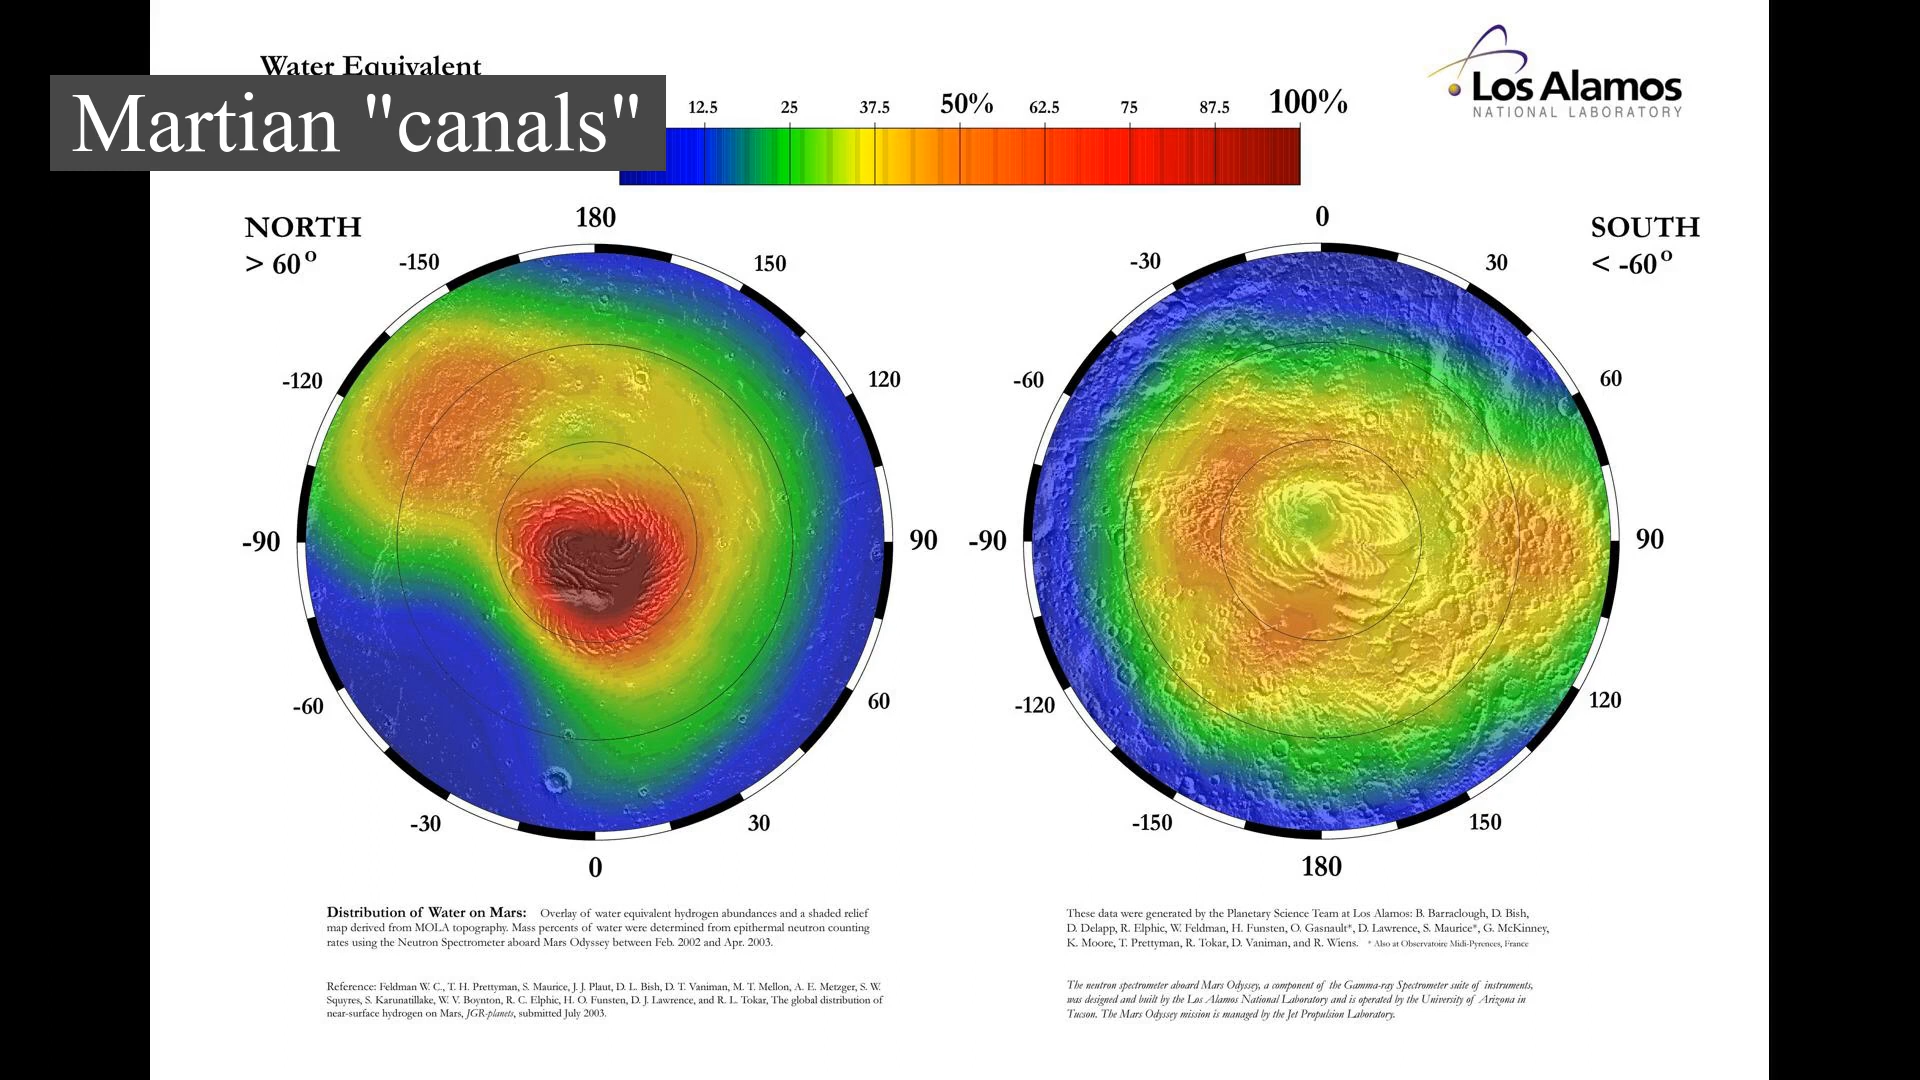 Water Equivalent
Martian "canals"
12.5 25 37.5 50% 62.5 75 87.5 100%
Los Alamos
NATIONAL LABORATORY
NORTH
> 60°
180
-150
150
-120
120
-90
90
-60
60
-30
30
0
SOUTH
< -60°
0
-30
30
-60
60
-90
90
-120
120
-150
150
180
Distribution of Water on Mars: Overlay of water equivalent hydrogen abundances and a shaded relief
map derived from MOLA topography. Mass percents of water were determined from epithermal neutron counting
rates using the Neutron Spectrometer aboard Mars Odyssey between Feb. 2002 and Apr. 2003.
Reference: Feldman W. C., T. H. Prettyman, S. Maurice, J. J. Plaut, D. L. Bish, D. T. Vaniman, M. T. Mellon, A. E. Metzger, S. W.
Squyres, S. Karunatillake, W. V. Boynton, R. C. Elphic, H. O. Funsten, D. J. Lawrence, and R. L. Tokar, The global distribution of
near-surface hydrogen on Mars, JGR-planets, submitted July 2003.
These data were generated by the Planetary Science Team at Los Alamos: B. Barraclough, D. Bish,
D. Delapp, R. Elphic, W. Feldman, H. Funsten, O. Gasnault*, D. Lawrence, S. Maurice*, G. McKinney,
K. Moore, T. Prettyman, R. Tokar, D. Vaniman, and R. Wiens. * Also at Observatoire Midi-Pyrences, France
The neutron spectrometer aboard Mars Odyssey, a component of the Gamma-ray Spectrometer suite of instruments,
was designed and built by the Los Alamos National Laboratory and is operated by the University of Arizona in
Tucson. The Mars Odyssey mission is managed by the Jet Propulsion Laboratory.